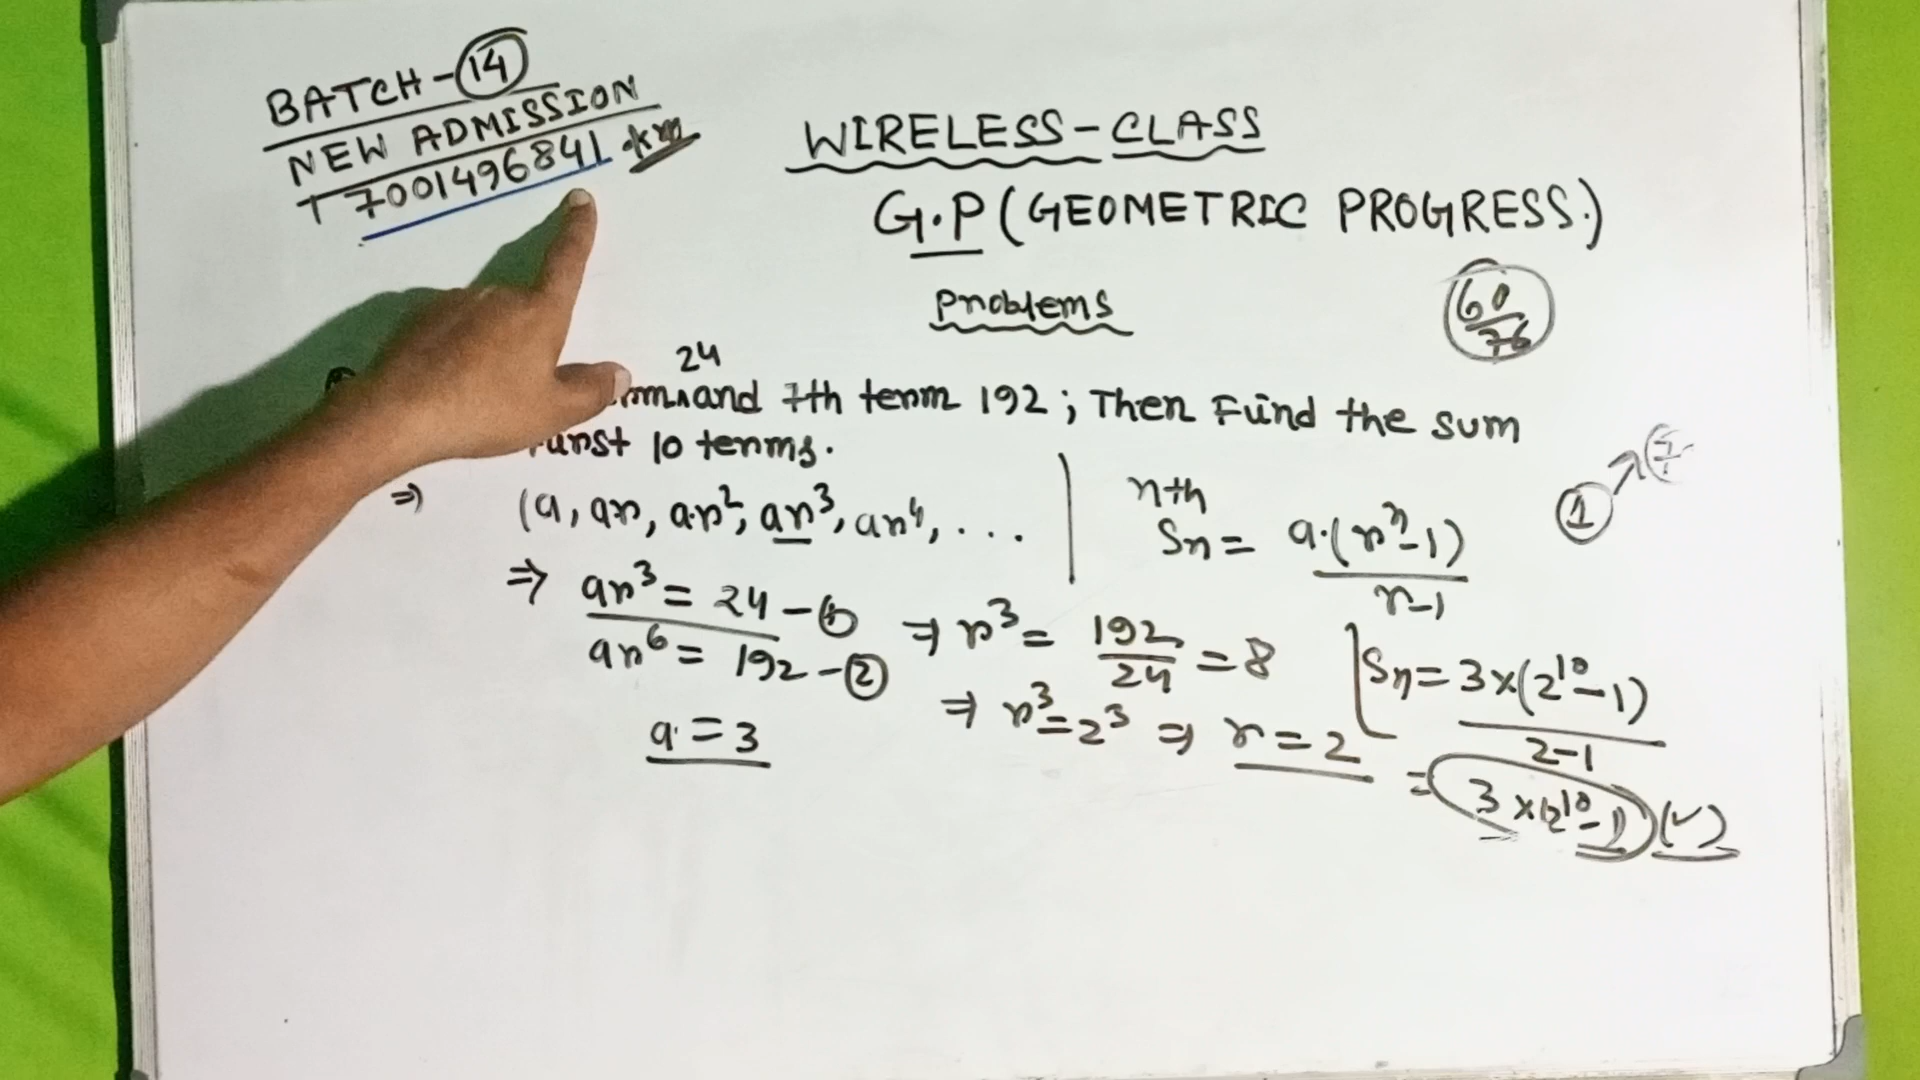 BATCH-14
NEW ADMISSION
7001496841
WIRELESS-CLASS
G.P (GEOMETRIC PROGRESS.)
Problems
60/76
24
and 7th term 192; Then Find the sum
10 terms.
⇒ (a, ar, ar², ar³, ar⁴, ...
nth
Sn = a·(rⁿ-1)/r-1
1
⇒ ar³ = 24 - ①
ar⁶ = 192 - ②
⇒ r³ = 192/24 = 8
⇒ r³ = 2³ ⇒ r = 2
a = 3
Sn = 3×(2¹⁰-1)/2-1
= 3×(2¹⁰-1) (✓)